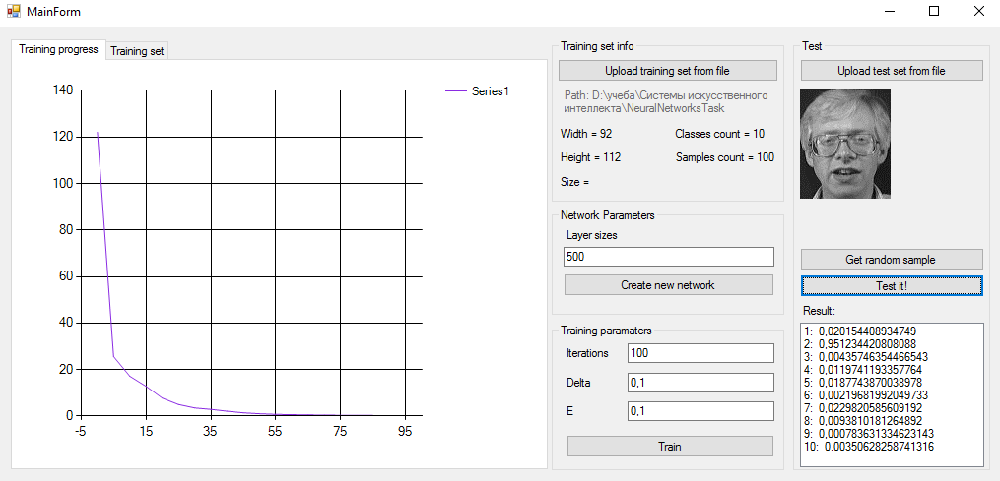 MainForm
Training progress
Training set
140
120
100
80
60
40
20
0
-5
15
35
55
75
95
Series1
Training set info
Upload training set from file
Path: D:\учеба\Системы искусственного
интеллекта\NeuralNetworksTask
Width = 92
Classes count = 10
Height = 112
Samples count = 100
Size =
Network Parameters
Layer sizes
500
Create new network
Training paramaters
Iterations
100
Delta
0,1
E
0,1
Train
Test
Upload test set from file
Get random sample
Test it!
Result:
1: 0,020154408934749
2: 0,951234420808088
3: 0,00435746354466543
4: 0,0119741193357764
5: 0,0187743870038978
6: 0,00219681992049733
7: 0,0229820585609192
8: 0,0093810181264892
9: 0,000783631334623143
10: 0,00350628258741316